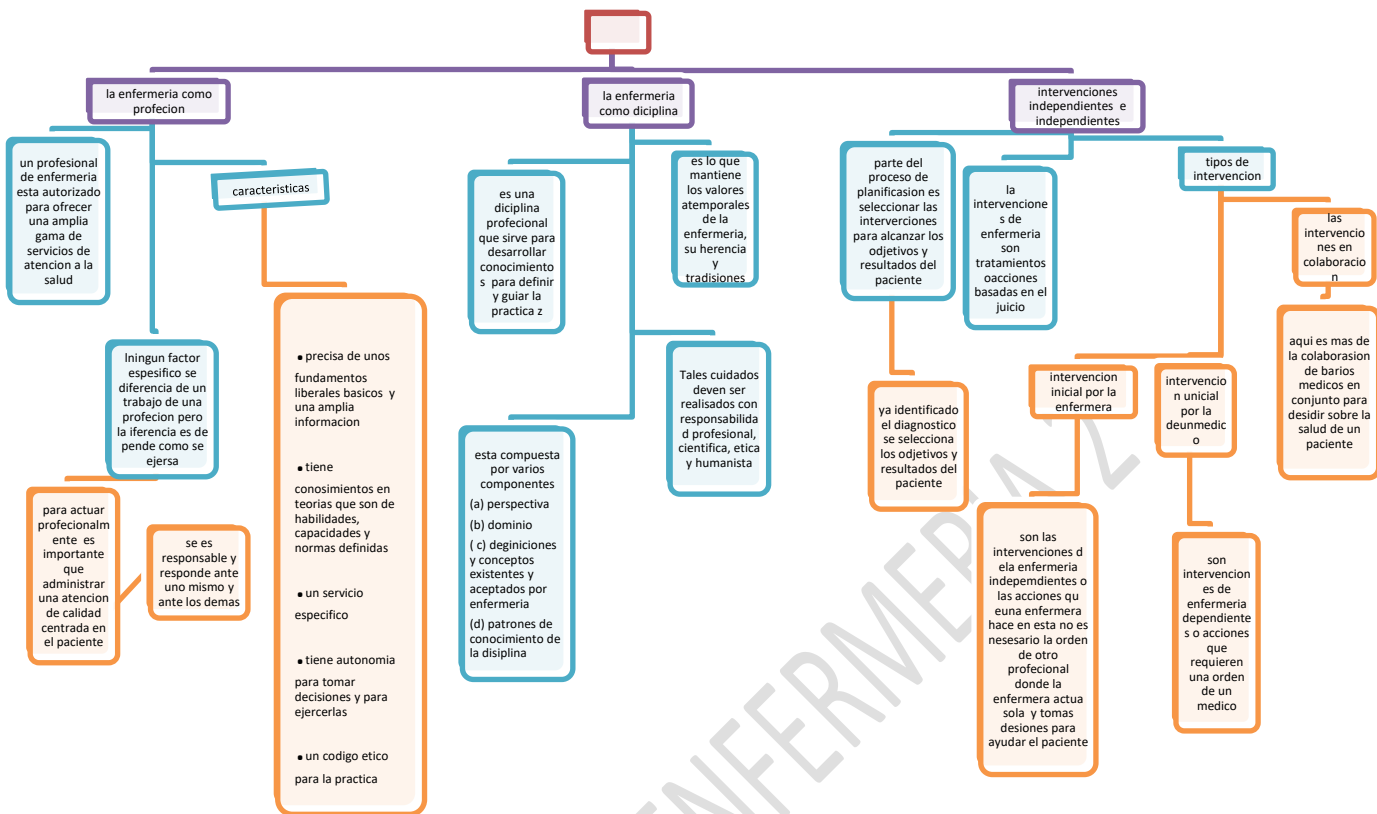 la enfermeria como
profecion
la enfermeria
como diciplina
intervenciones
independientes e
independientes
un profesional
de enfermeria
esta autorizado
para ofrecer
una amplia
gama de
servicios de
atencion a la
salud
caracteristicas
es una
diciplina
profecional
que sirve para
desarrollar
conocimiento
s para definir
y guiar la
practica z
es lo que
mantiene
los valores
atemporales
de la
enfermeria,
su herencia
y
tradisiones
parte del
proceso de
planificasion es
seleccionar las
interverciones
para alcanzar los
odjetivos y
resultados del
paciente
la
intervencione
s de
enfermeria
son
tratamientos
oacciones
basadas en el
juicio
tipos de
intervencion
las
intervencio
nes en
colaboracio
n
Iningun factor
espesifico se
diferencia de un
trabajo de una
profecion pero
la iferencia es de
pende como se
ejersa
• precisa de unos
fundamentos
liberales basicos y
una amplia
informacion
• tiene
conosimientos en
teorias que son de
habilidades,
capacidades y
normas definidas
• un servicio
especifico
• tiene autonomia
para tomar
decisiones y para
ejercerlas
• un codigo etico
para la practica
esta compuesta
por varios
componentes
(a) perspectiva
(b) dominio
( c) deginiciones
y conceptos
existentes y
aceptados por
enfermeria
(d) patrones de
conocimiento de
la disiplina
Tales cuidados
deven ser
realisados con
responsabilida
d profesional,
cientifica, etica
y humanista
ya identificado
el diagnostico
se selecciona
los odjetivos y
resultados del
paciente
intervencion
inicial por la
enfermera
intervencio
n unicial
por la
deunmedic
o
aqui es mas de
la colaborasion
de barios
medicos en
conjunto para
desidir sobre la
salud de un
paciente
para actuar
profecionalm
ente es
importante
que
administrar
una atencion
de calidad
centrada en
el paciente
se es
responsable y
responde ante
uno mismo y
ante los demas
son las
intervenciones d
ela enfermeria
indepemdientes o
las acciones qu
euna enfermera
hace en esta no es
nesesario la orden
de otro
profecional
donde la
enfermera actua
sola y tomas
desiones para
ayudar el paciente
son
intervencion
es de
enfermeria
dependiente
s o acciones
que
requieren
una orden
de un
medico
ENFERMERIA 2